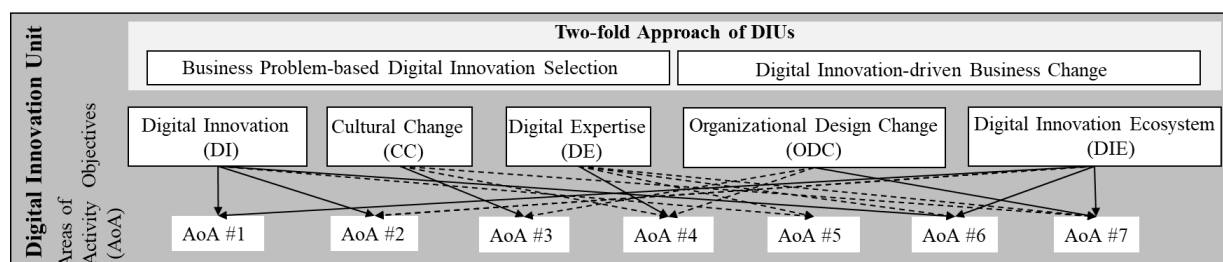 Digital Innovation Unit
Two-fold Approach of DIUs
Business Problem-based Digital Innovation Selection
Digital Innovation-driven Business Change
Objectives
Digital Innovation
(DI)
Cultural Change
(CC)
Digital Expertise
(DE)
Organizational Design Change
(ODC)
Digital Innovation Ecosystem
(DIE)
Areas of
Activity
(AoA)
AoA #1
AoA #2
AoA #3
AoA #4
AoA #5
AoA #6
AoA #7